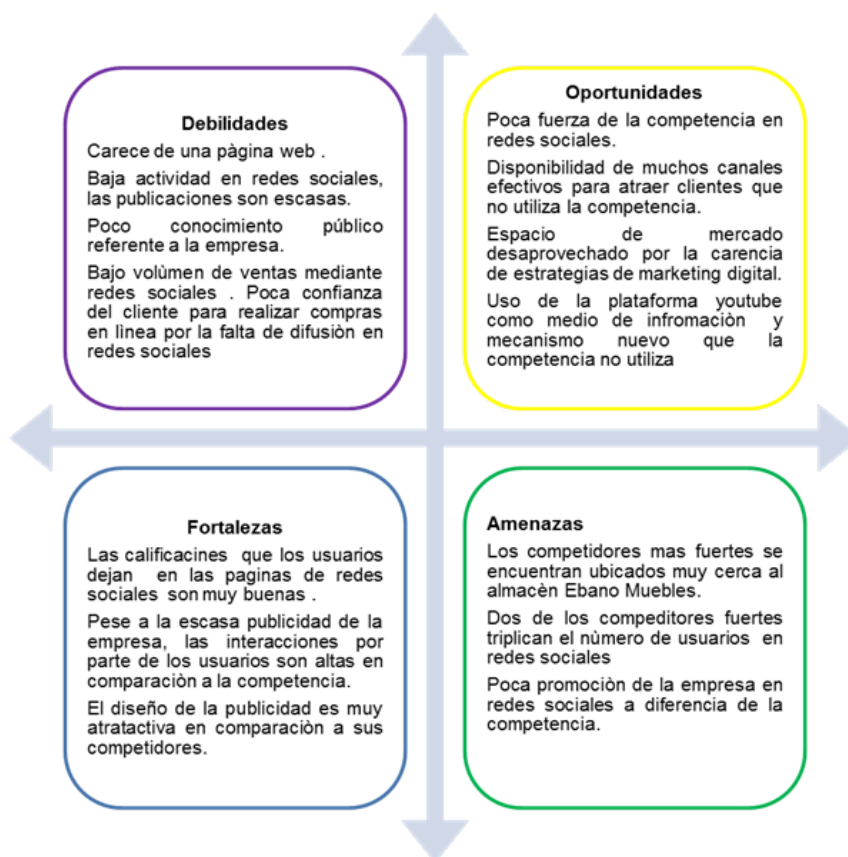 Debilidades
Carece de una pàgina web .
Baja actividad en redes sociales,
las publicaciones son escasas.
Poco conocimiento público
referente a la empresa.
Bajo volùmen de ventas mediante
redes sociales . Poca confianza
del cliente para realizar compras
en lìnea por la falta de difusiòn en
redes sociales
Oportunidades
Poca fuerza de la competencia en
redes sociales.
Disponibilidad de muchos canales
efectivos para atraer clientes que
no utiliza la competencia.
Espacio de mercado
desaprovechado por la carencia
de estrategias de marketing digital.
Uso de la plataforma youtube
como medio de infromaciòn y
mecanismo nuevo que la
competencia no utiliza
Fortalezas
Las calificacines que los usuarios
dejan en las paginas de redes
sociales son muy buenas .
Pese a la escasa publicidad de la
empresa, las interacciones por
parte de los usuarios son altas en
comparaciòn a la competencia.
El diseño de la publicidad es muy
atratactiva en comparaciòn a sus
competidores.
Amenazas
Los competidores mas fuertes se
encuentran ubicados muy cerca al
almacèn Ebano Muebles.
Dos de los compeditores fuertes
triplican el nùmero de usuarios en
redes sociales
Poca promociòn de la empresa en
redes sociales a diferencia de la
competencia.